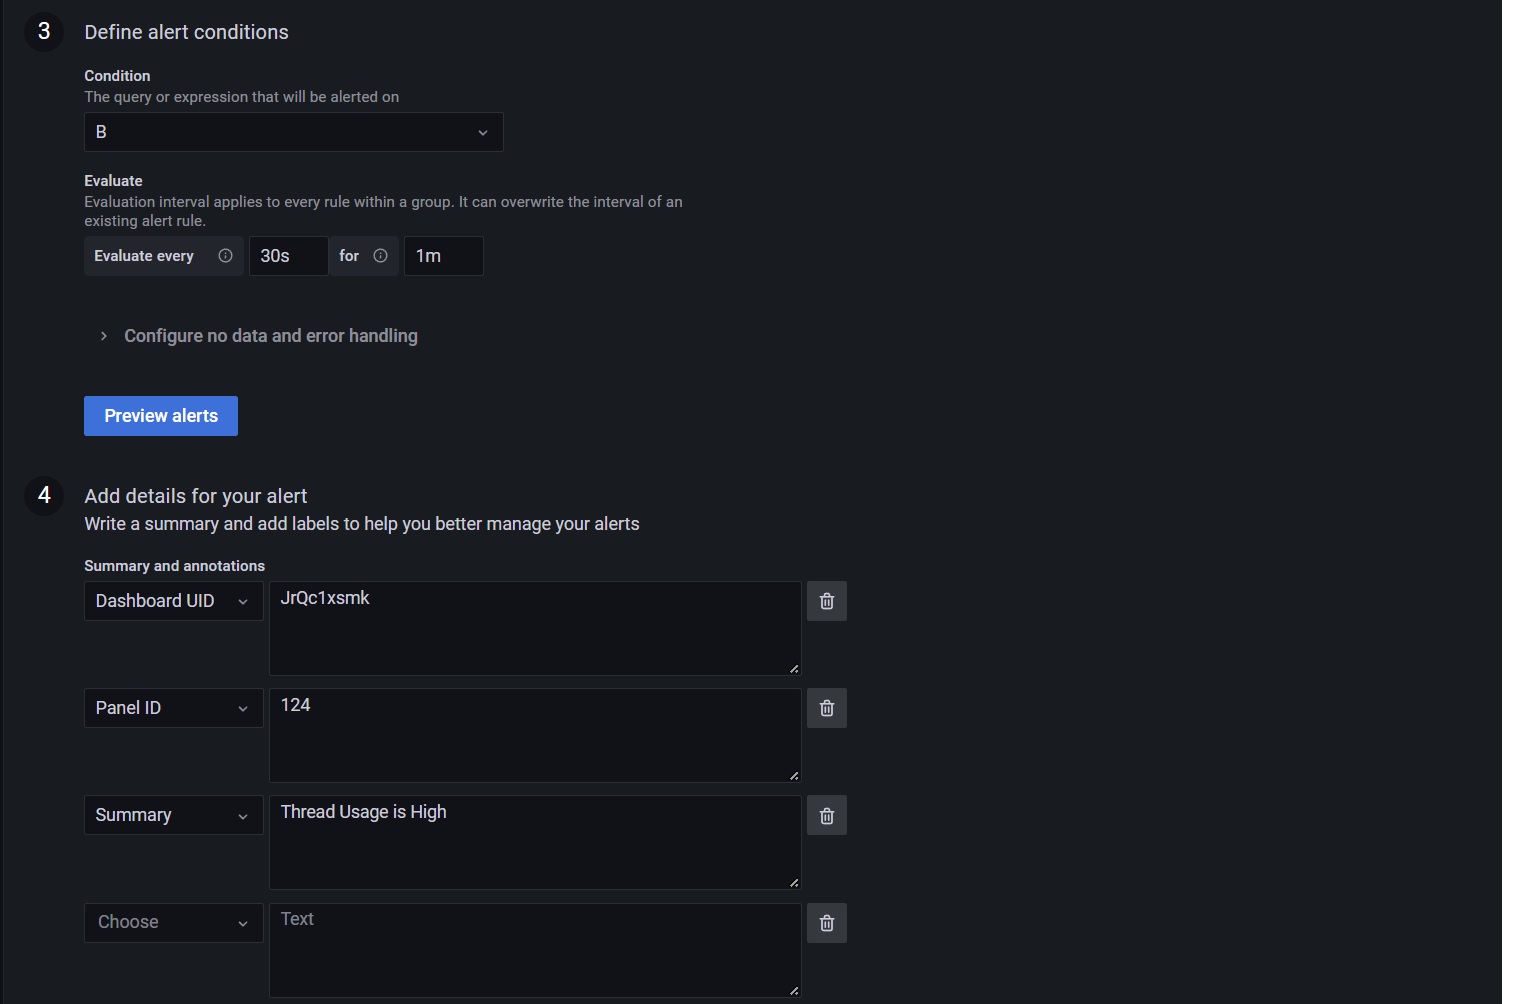 3
Define alert conditions
Condition
The query or expression that will be alerted on
B
Evaluate
Evaluation interval applies to every rule within a group. It can overwrite the interval of an
existing alert rule.
Evaluate every 30s for 1m
Configure no data and error handling
Preview alerts
4
Add details for your alert
Write a summary and add labels to help you better manage your alerts
Summary and annotations
Dashboard UID JrQc1xsmk
Panel ID 124
Summary Thread Usage is High
Choose Text